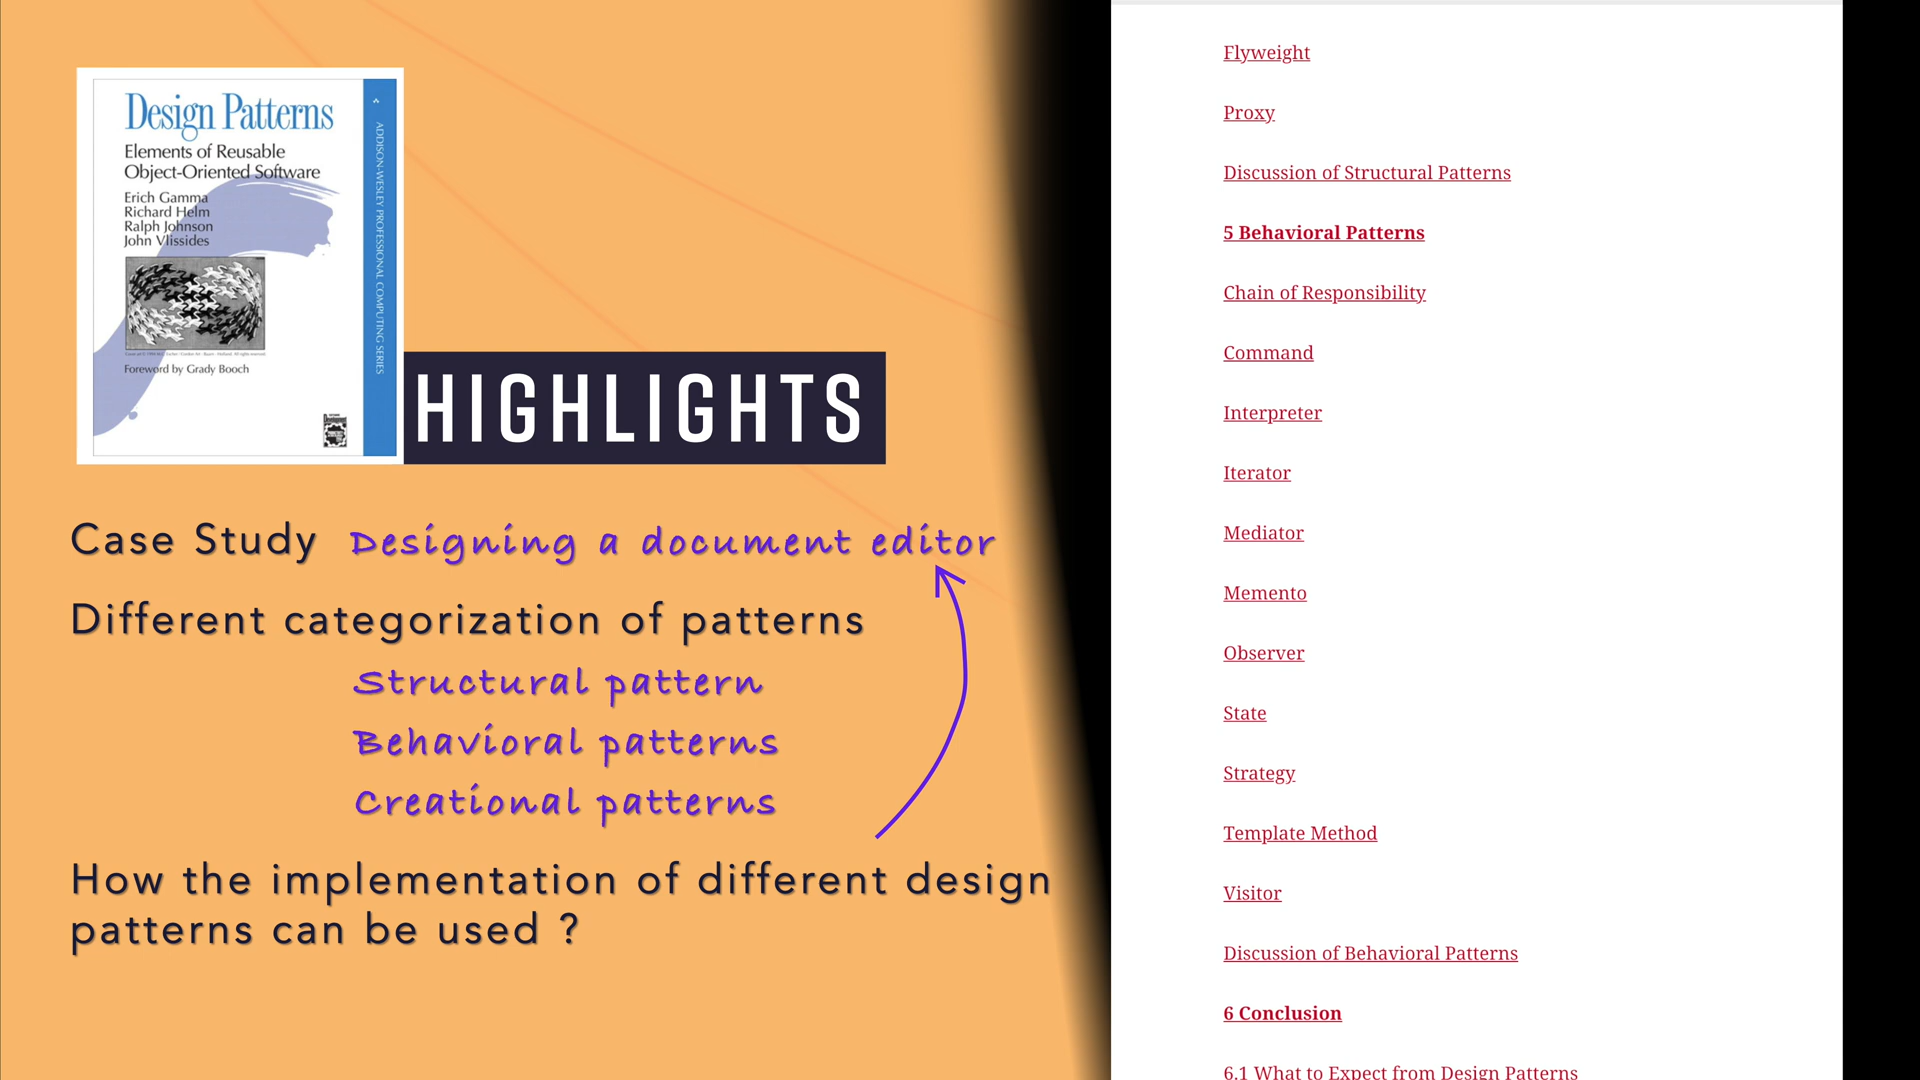 Design Patterns
Elements of Reusable
Object-Oriented Software
Erich Gamma
Richard Helm
Ralph Johnson
John Vlissides
Foreword by Grady Booch
ADDISON-WESLEY PROFESSIONAL COMPUTING SERIES
HIGHLIGHTS
Case Study Designing a document editor
Different categorization of patterns
Structural pattern
Behavioral patterns
Creational patterns
How the implementation of different design
patterns can be used ?
Flyweight
Proxy
Discussion of Structural Patterns
5 Behavioral Patterns
Chain of Responsibility
Command
Interpreter
Iterator
Mediator
Memento
Observer
State
Strategy
Template Method
Visitor
Discussion of Behavioral Patterns
6 Conclusion
6.1 What to Expect from Design Patterns